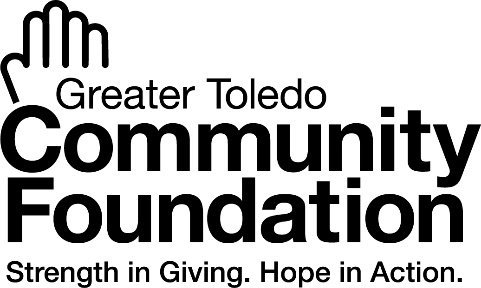 Greater Toledo
Community
Foundation
Strength in Giving. Hope in Action.